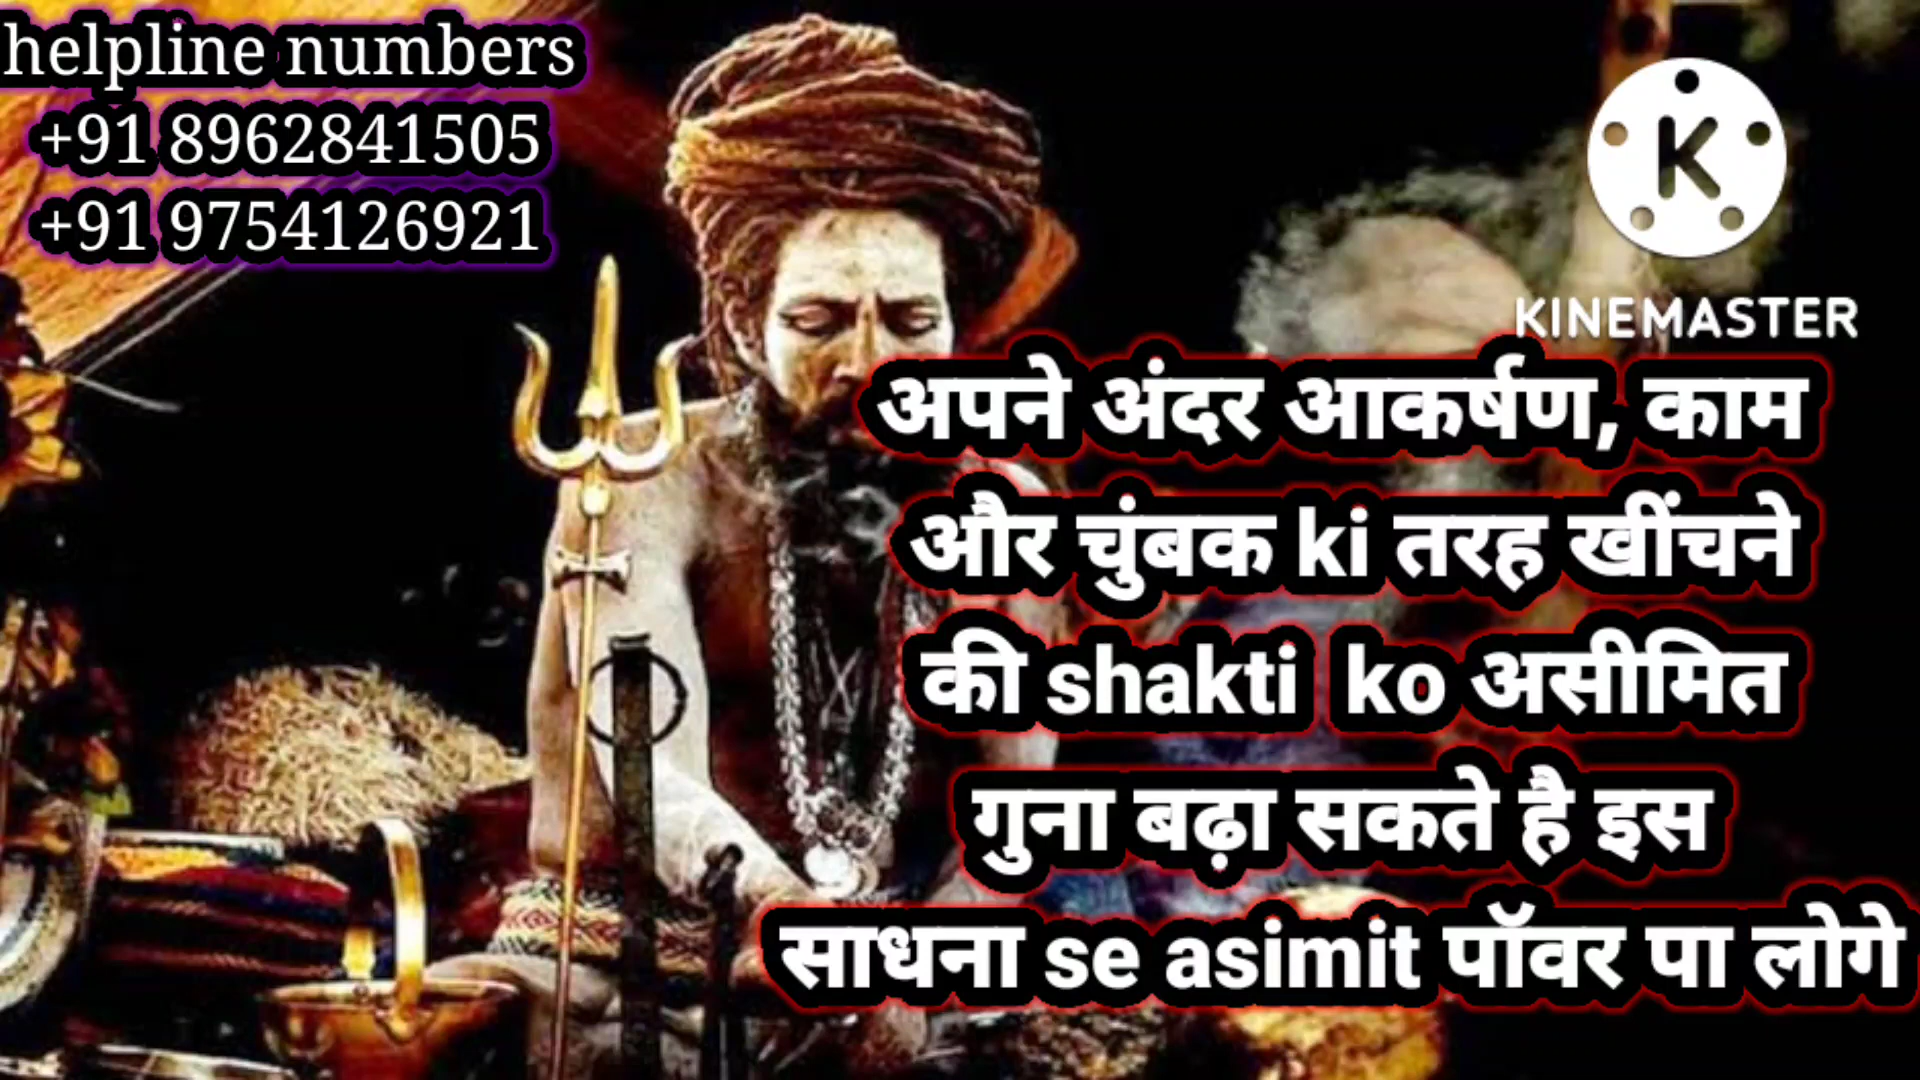 helpline numbers
+91 8962841505
+91 9754126921
K
KINEMASTER
अपने अंदर आकर्षण, काम
और चुंबक ki तरह खींचने
की shakti ko असीमित
गुना बढ़ा सकते है इस
साधना se asimit पॉवर पा लोगे